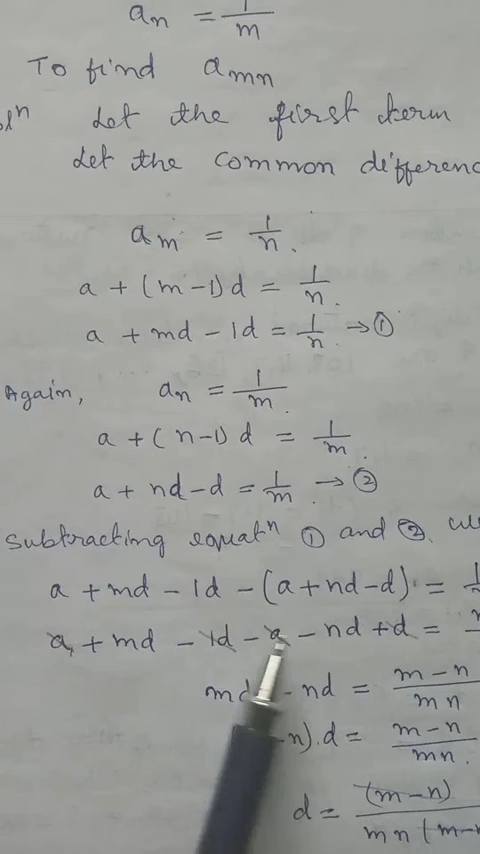 an = 1/m
To find amn
Let the first term
Let the common differenc
am = 1/n.
a + (m-1)d = 1/n.
a + md - 1d = 1/n. → ①
Again, an = 1/m.
a + (n-1) d = 1/m.
a + nd - d = 1/m. → ②
Subtracting equatⁿ ① and ②
a + md - 1d - (a + nd - d) =
a + md - 1d - a - nd + d =
md - nd = m-n/mn
n).d = m-n/mn.
d = (m-n)/mn(m-